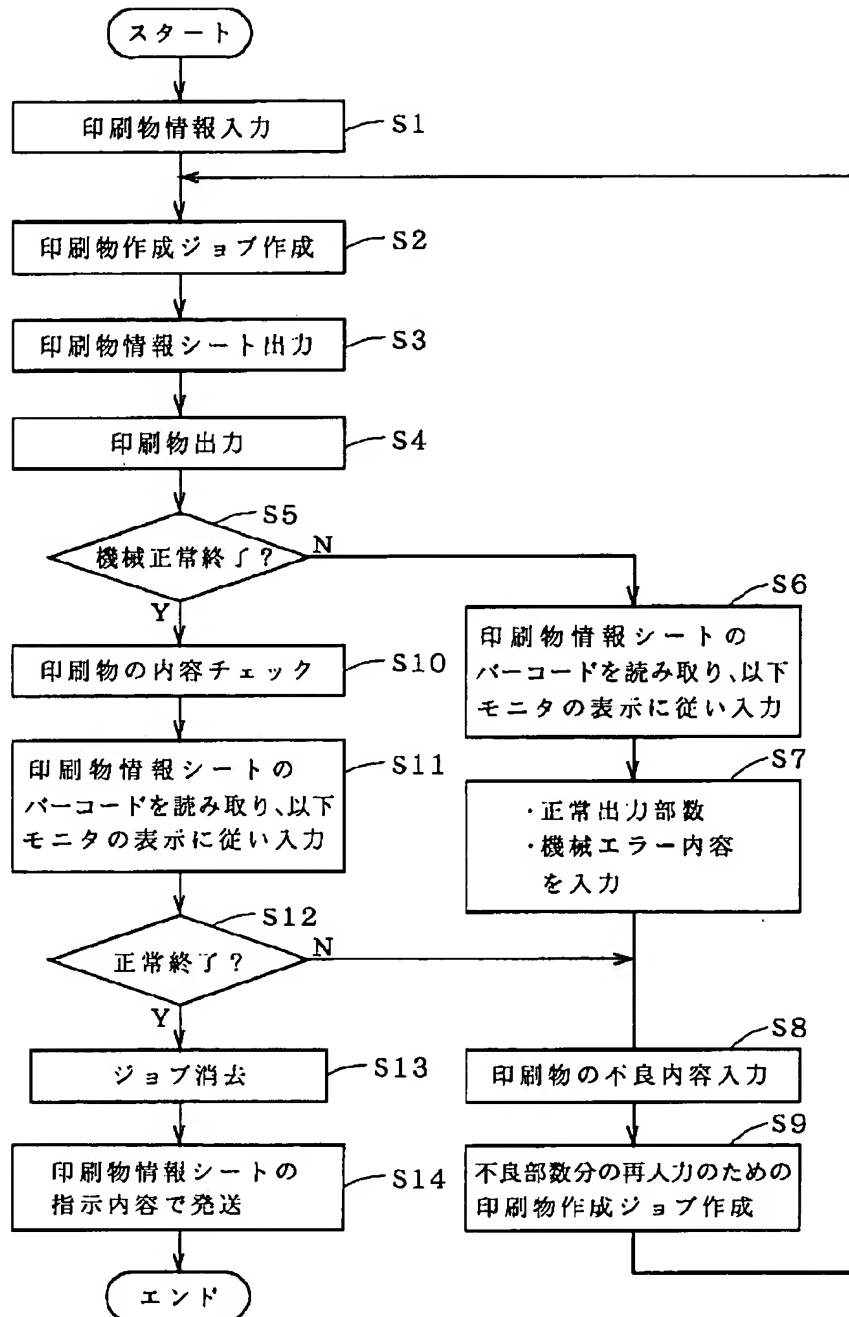 スタート
印刷物情報入力
S1
印刷物作成ジョブ作成
S2
印刷物情報シート出力
S3
印刷物出力
S4
S5
機械正常終了?
N
Y
S6
印刷物情報シートの
バーコードを読み取り、以下
モニタの表示に従い入力
印刷物の内容チェック
S10
S7
・正常出力部数
・機械エラー内容
を入力
印刷物情報シートの
バーコードを読み取り、以下
モニタの表示に従い入力
S11
S12
正常終了?
N
Y
S8
印刷物の不良内容入力
ジョブ消去
S13
S9
不良部数分の再入力のための
印刷物作成ジョブ作成
印刷物情報シートの
指示内容で発送
S14
エンド